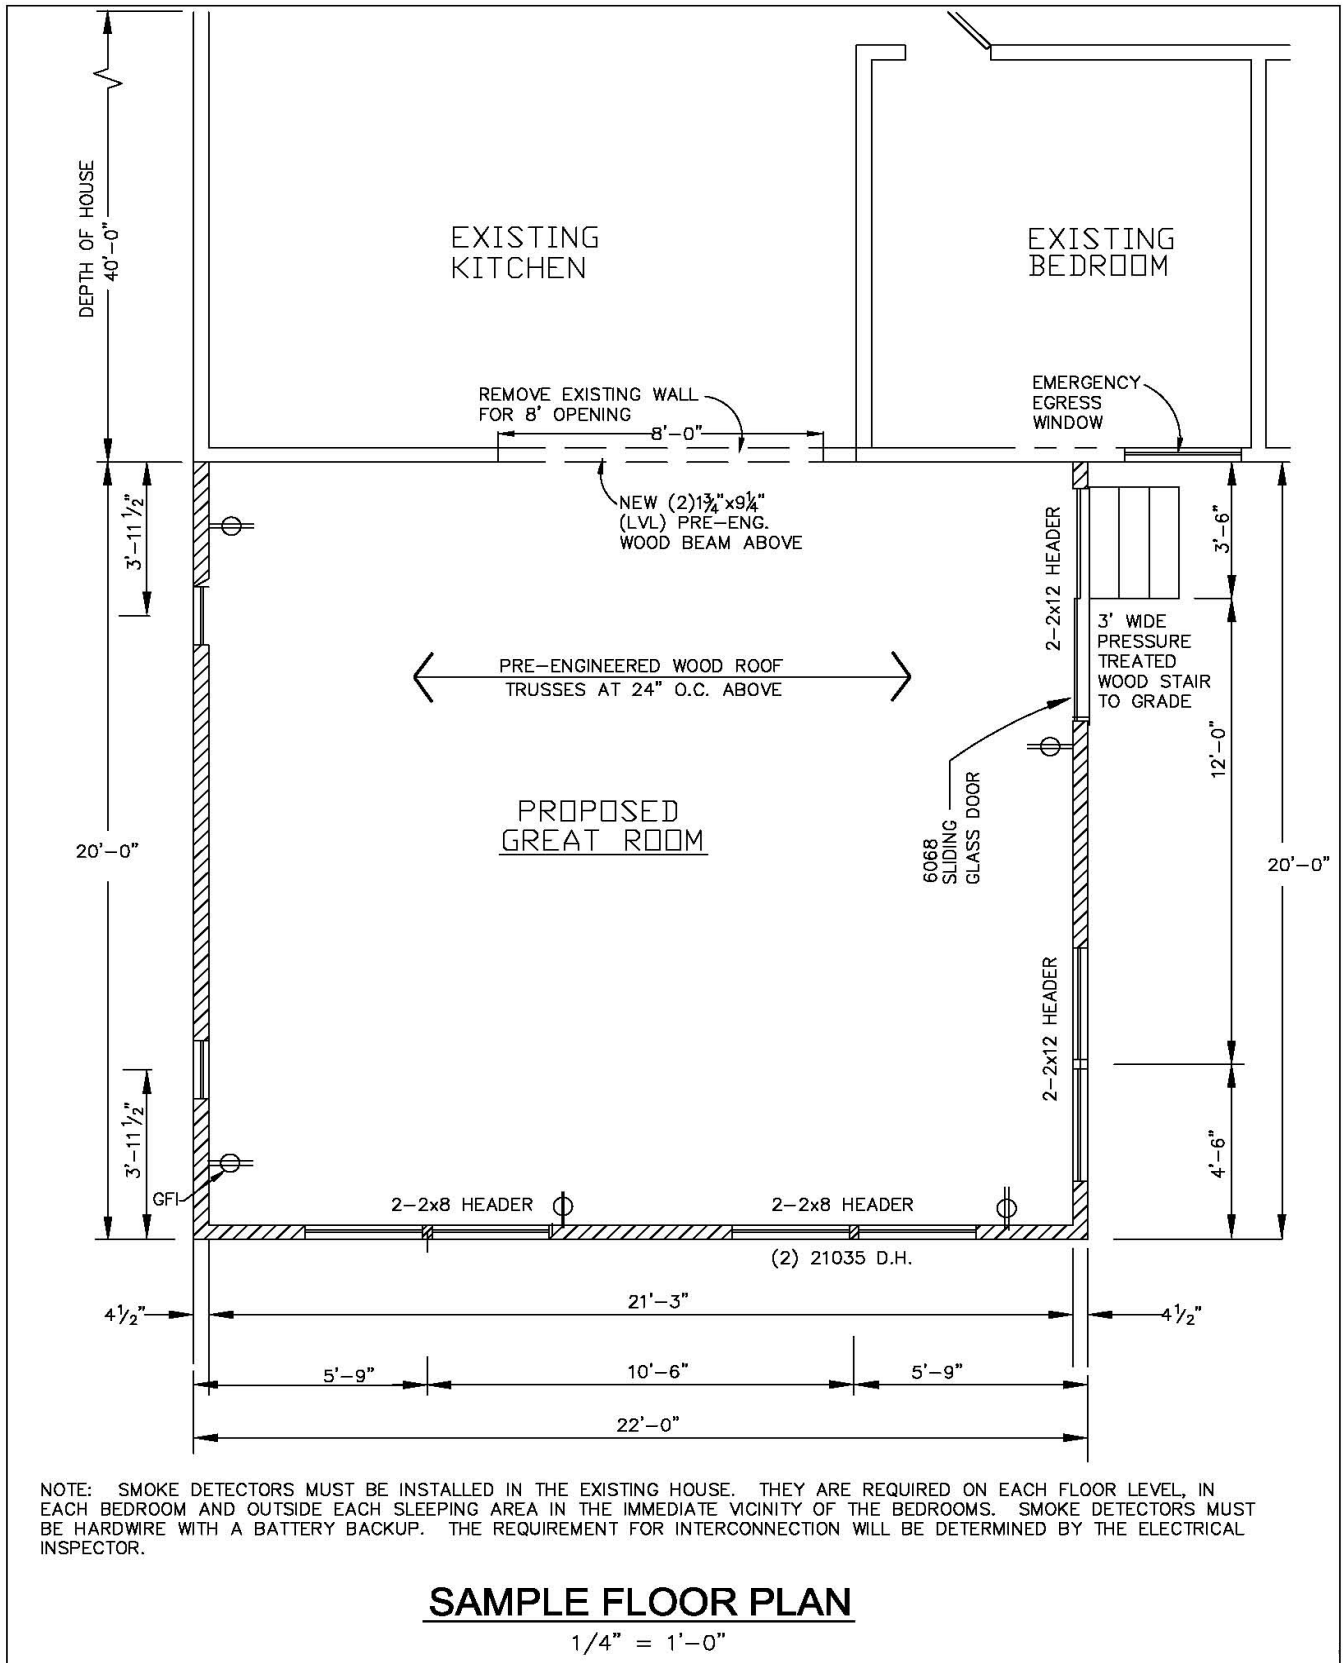 DEPTH OF HOUSE
40'-0"
EXISTING
KITCHEN
EXISTING
BEDROOM
REMOVE EXISTING WALL
FOR 8' OPENING
8'-0"
EMERGENCY
EGRESS
WINDOW
NEW (2)1¾"x9¼"
(LVL) PRE-ENG.
WOOD BEAM ABOVE
3'-11 ½"
2-2x12 HEADER
3'-6"
3' WIDE
PRESSURE
TREATED
WOOD STAIR
TO GRADE
PRE-ENGINEERED WOOD ROOF
TRUSSES AT 24" O.C. ABOVE
12'-0"
PROPOSED
GREAT ROOM
6068
SLIDING
GLASS DOOR
20'-0"
20'-0"
2-2x12 HEADER
3'-11 ½"
4'-6"
GFI
2-2x8 HEADER
2-2x8 HEADER
(2) 21035 D.H.
4½"
21'-3"
4½"
5'-9"
10'-6"
5'-9"
22'-0"
NOTE: SMOKE DETECTORS MUST BE INSTALLED IN THE EXISTING HOUSE. THEY ARE REQUIRED ON EACH FLOOR LEVEL, IN
EACH BEDROOM AND OUTSIDE EACH SLEEPING AREA IN THE IMMEDIATE VICINITY OF THE BEDROOMS. SMOKE DETECTORS MUST
BE HARDWIRE WITH A BATTERY BACKUP. THE REQUIREMENT FOR INTERCONNECTION WILL BE DETERMINED BY THE ELECTRICAL
INSPECTOR.
SAMPLE FLOOR PLAN
1/4" = 1'-0"